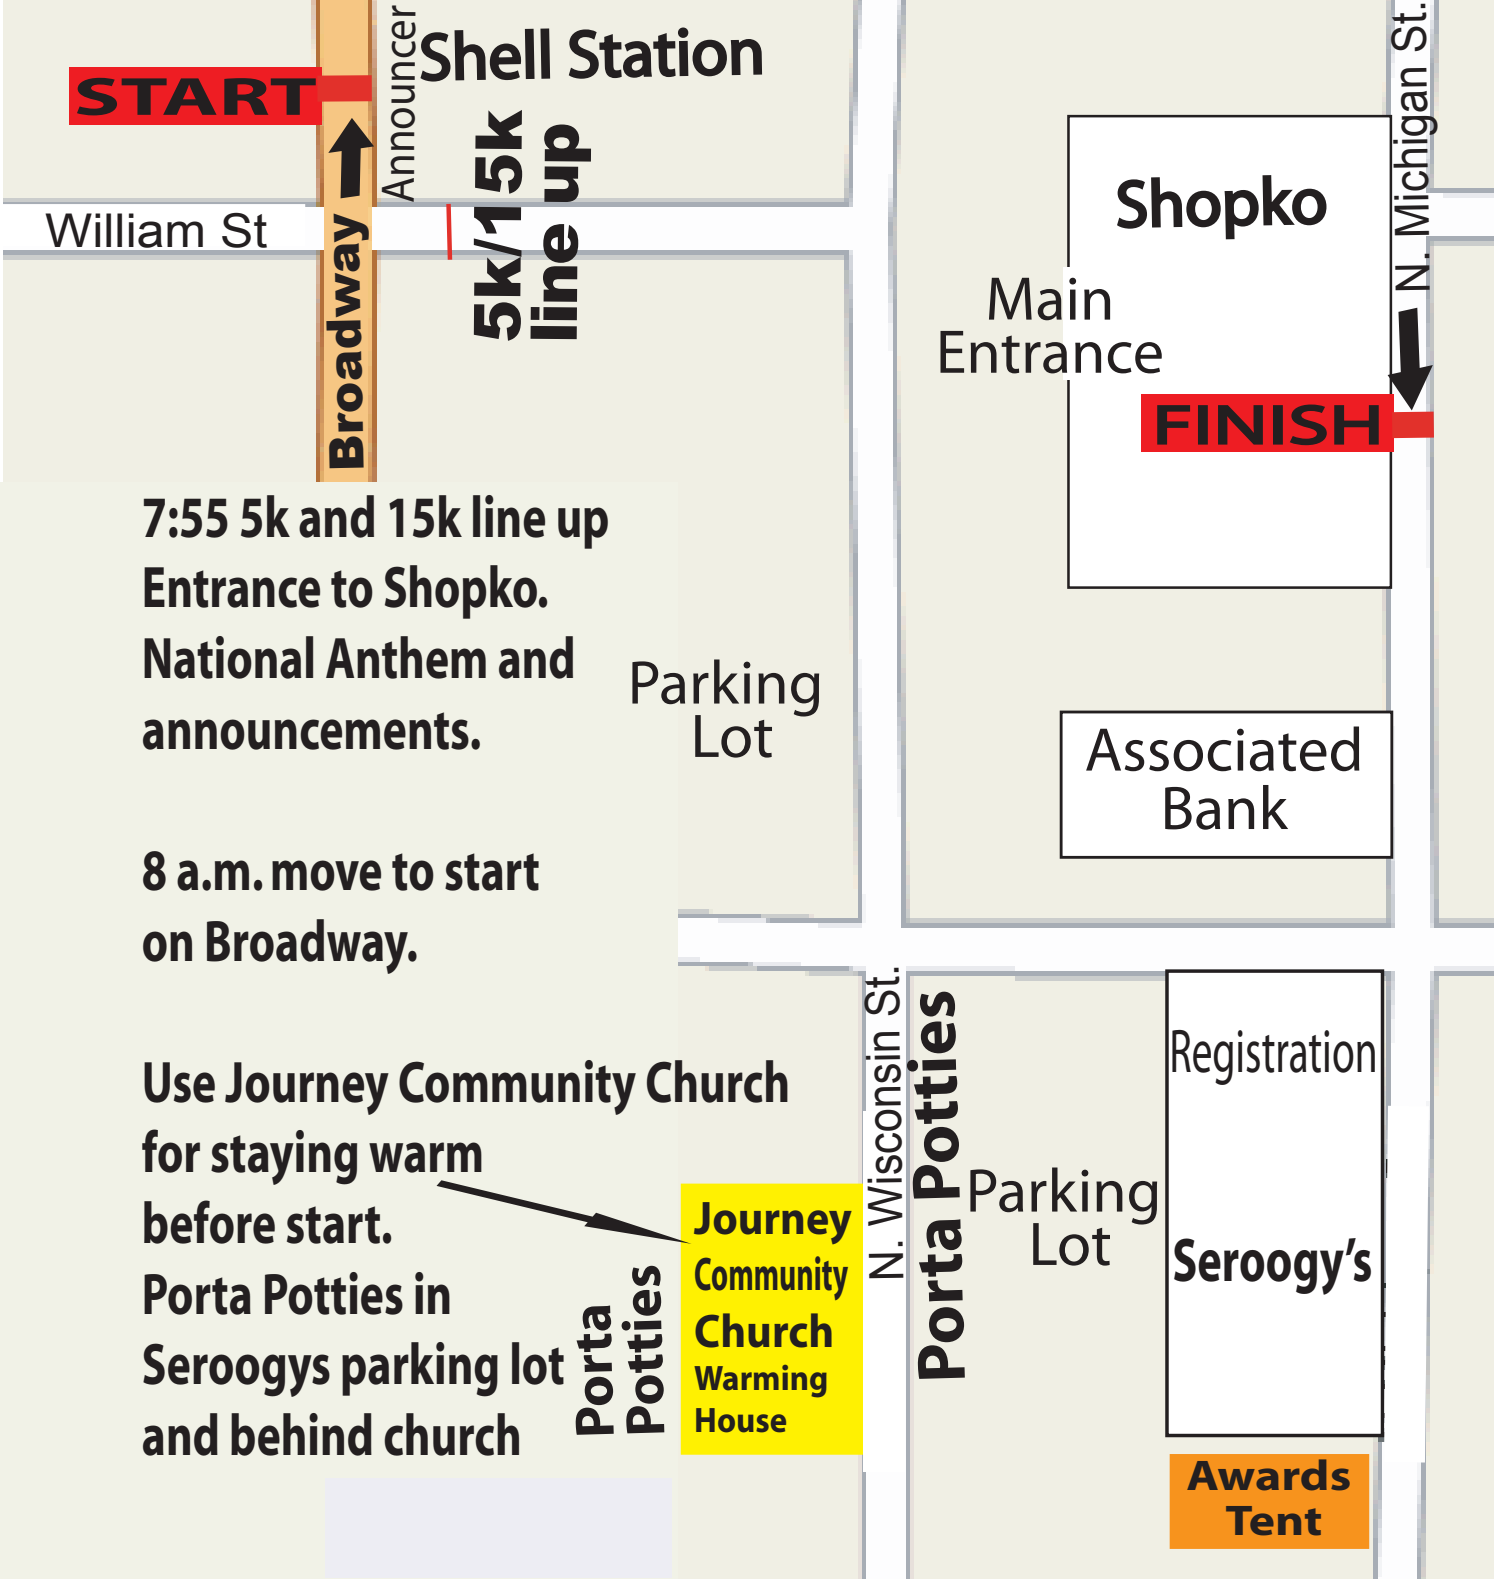 START
Announcer
Shell Station
N. Michigan St.
William St
Broadway
5k/15k
line up
Shopko
Main
Entrance
FINISH
7:55 5k and 15k line up
Entrance to Shopko.
National Anthem and
announcements.
Parking
Lot
Associated
Bank
8 a.m. move to start
on Broadway.
N. Wisconsin St.
Porta Potties
Registration
Use Journey Community Church
for staying warm
before start.
Porta Potties in
Seroogys parking lot
and behind church
Porta
Potties
Journey
Community
Church
Warming
House
Parking
Lot
Seroogy's
Awards
Tent